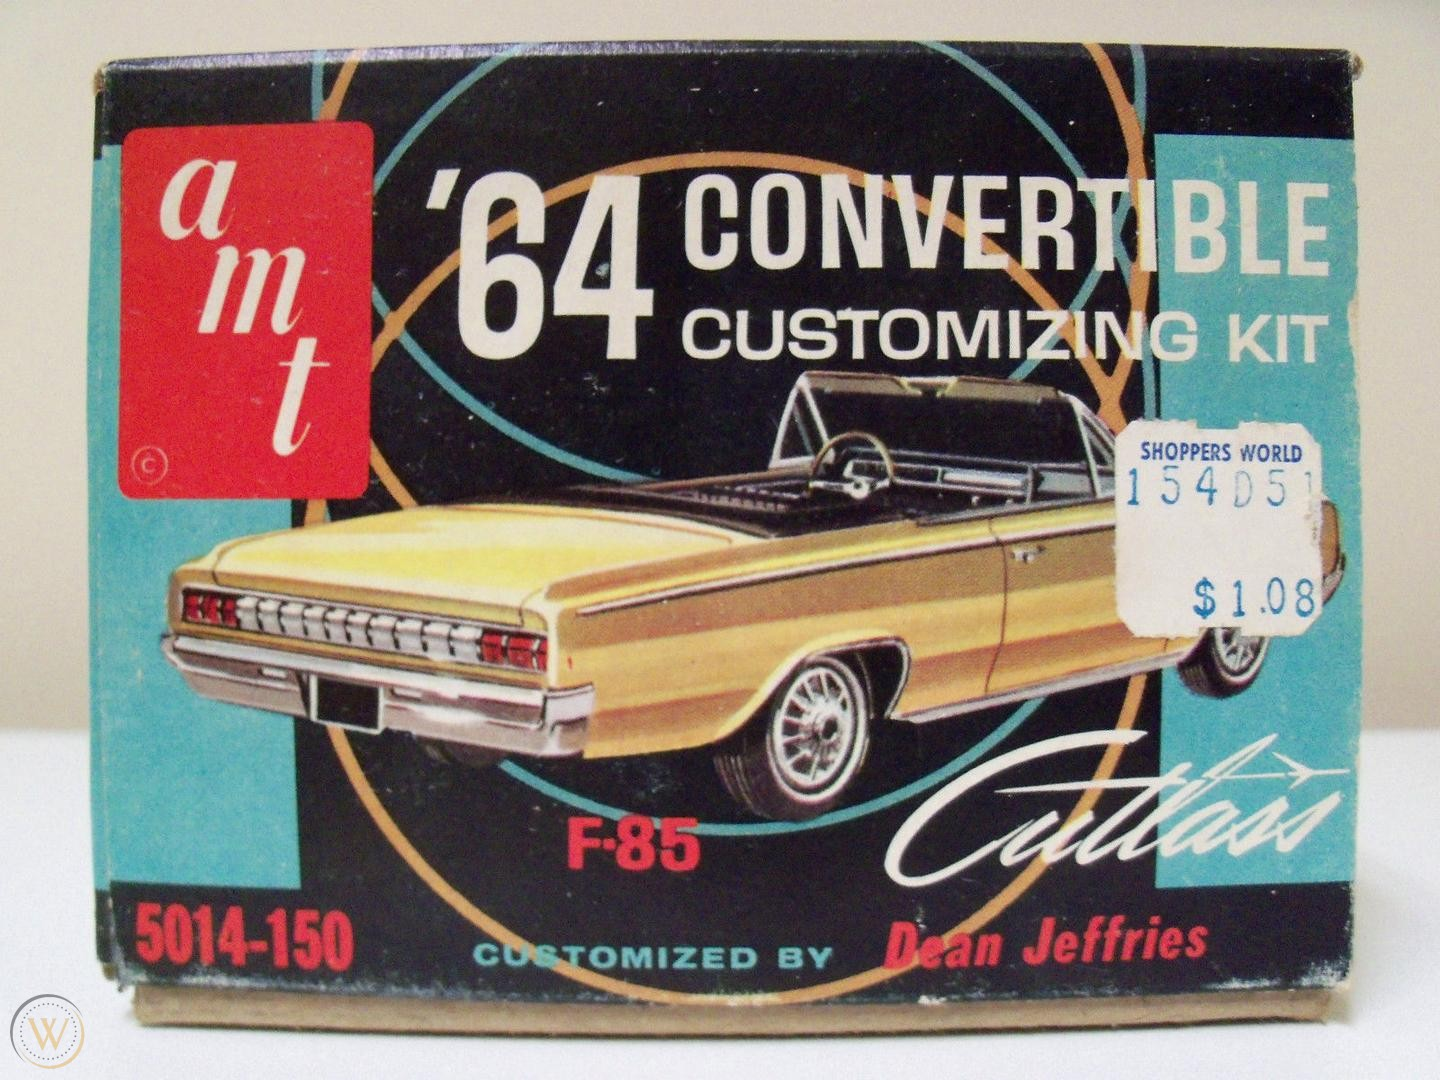 amt
©
'64 CONVERTIBLE
CUSTOMIZING KIT
SHOPPERS WORLD
154D51
$1.08
F-85
Cutlass
5014-150
CUSTOMIZED BY Dean Jeffries
W